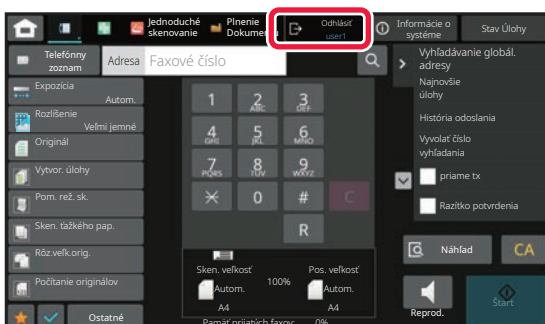 Jednoduché
skenovanie
Plnenie
Dokumentu
Odhlásiť
user1
Informácie o
systéme
Stav Úlohy
Telefónny
zoznam
Adresa
Faxové číslo
Vyhľadávanie globál.
adresy
Najnovšie
úlohy
História odoslania
Vyvolať číslo
vyhľadania
priame tx
Razítko potvrdenia
Expozícia
Autom.
Rozlíšenie
Veľmi jemné
Originál
Vytvor. úlohy
Pom. rež. sk.
Sken. ťažkého pap.
Rôz.veľk.orig.
Počítanie originálov
Ostatné
1
2
ABC
3
DEF
4
GHI
5
JKL
6
MNO
7
PQRS
8
TUV
9
WXYZ
0
#
C
R
Sken. veľkosť
100%
Pos. veľkosť
Autom.
Autom.
A4
A4
Pamäť prijatých faxov: 0%
Náhľad
CA
Reprod.
Štart